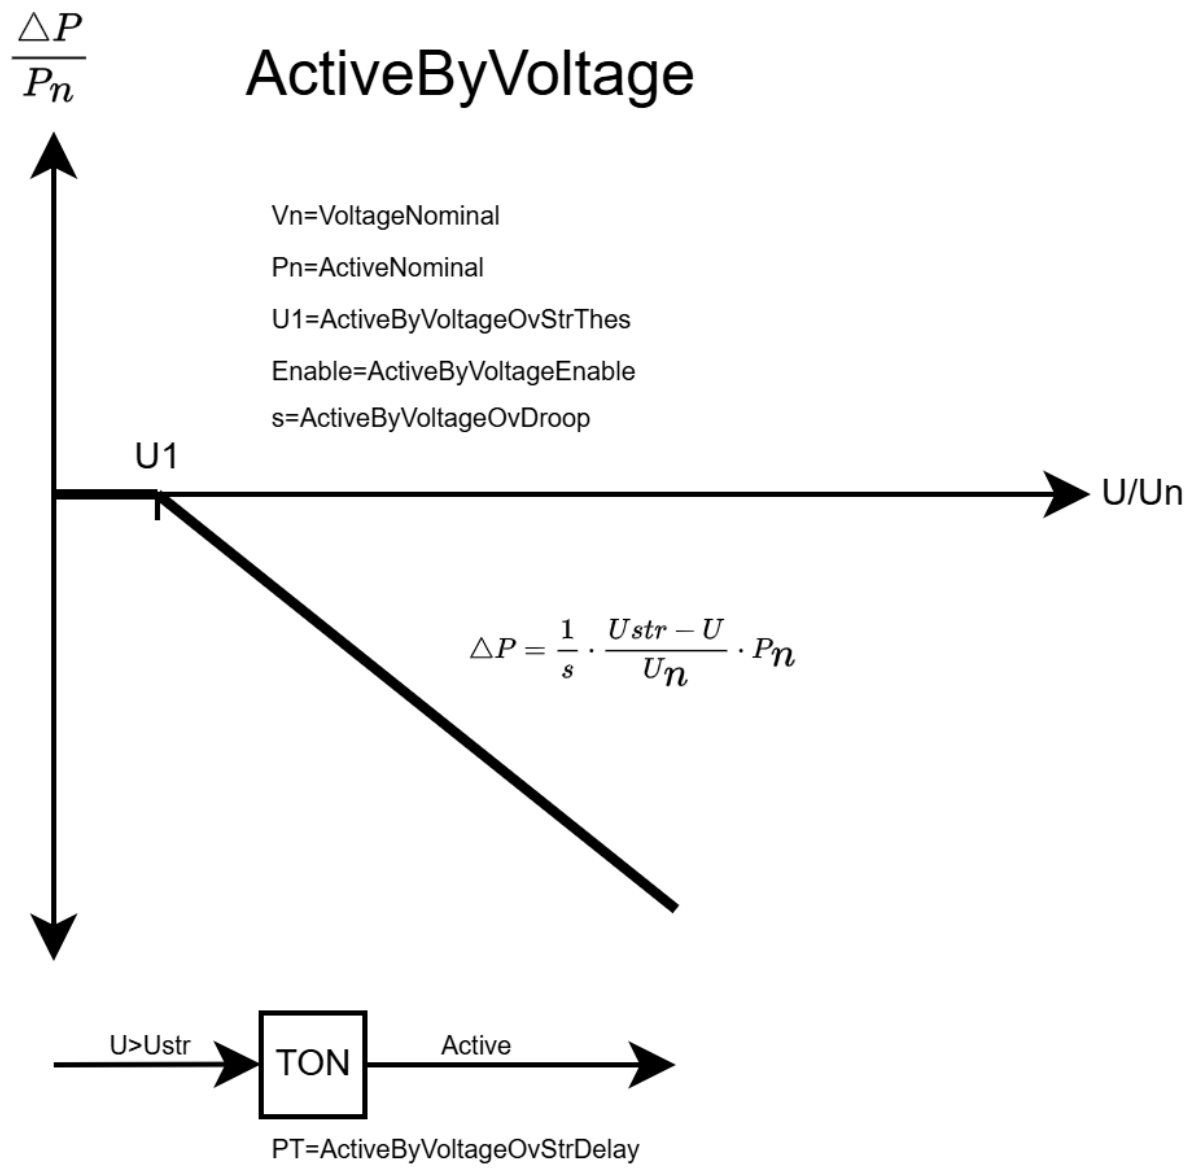 △P
Pn
ActiveByVoltage
Vn=VoltageNominal
Pn=ActiveNominal
U1=ActiveByVoltageOvStrThes
Enable=ActiveByVoltageEnable
s=ActiveByVoltageOvDroop
U1
U/Un
△P = 1/s · Ustr − U/Un · Pn
U>Ustr
TON
Active
PT=ActiveByVoltageOvStrDelay